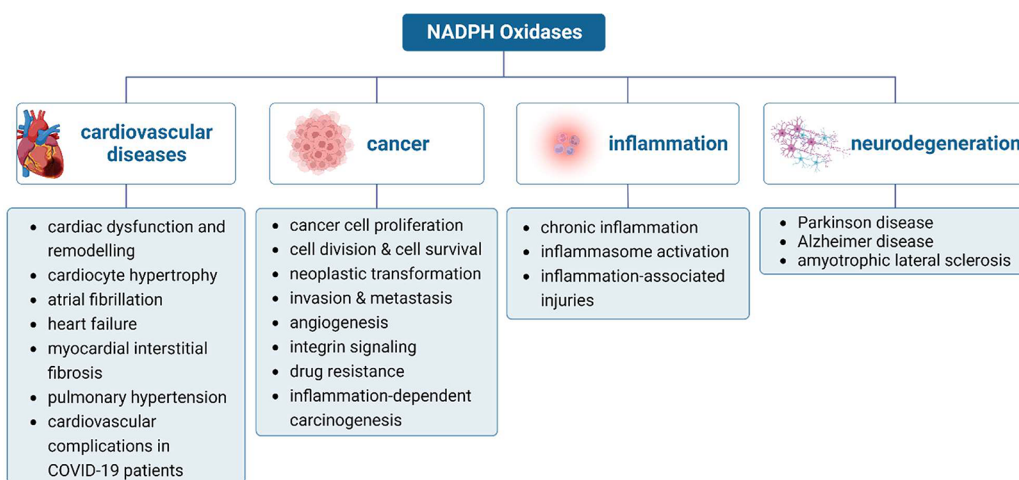 NADPH Oxidases
cardiovascular
diseases
cardiac dysfunction and
remodelling
cardiocyte hypertrophy
atrial fibrillation
heart failure
myocardial interstitial
fibrosis
pulmonary hypertension
cardiovascular
complications in
COVID-19 patients
cancer
cancer cell proliferation
cell division & cell survival
neoplastic transformation
invasion & metastasis
angiogenesis
integrin signaling
drug resistance
inflammation-dependent
carcinogenesis
inflammation
chronic inflammation
inflammasome activation
inflammation-associated
injuries
neurodegeneration
Parkinson disease
Alzheimer disease
amyotrophic lateral sclerosis